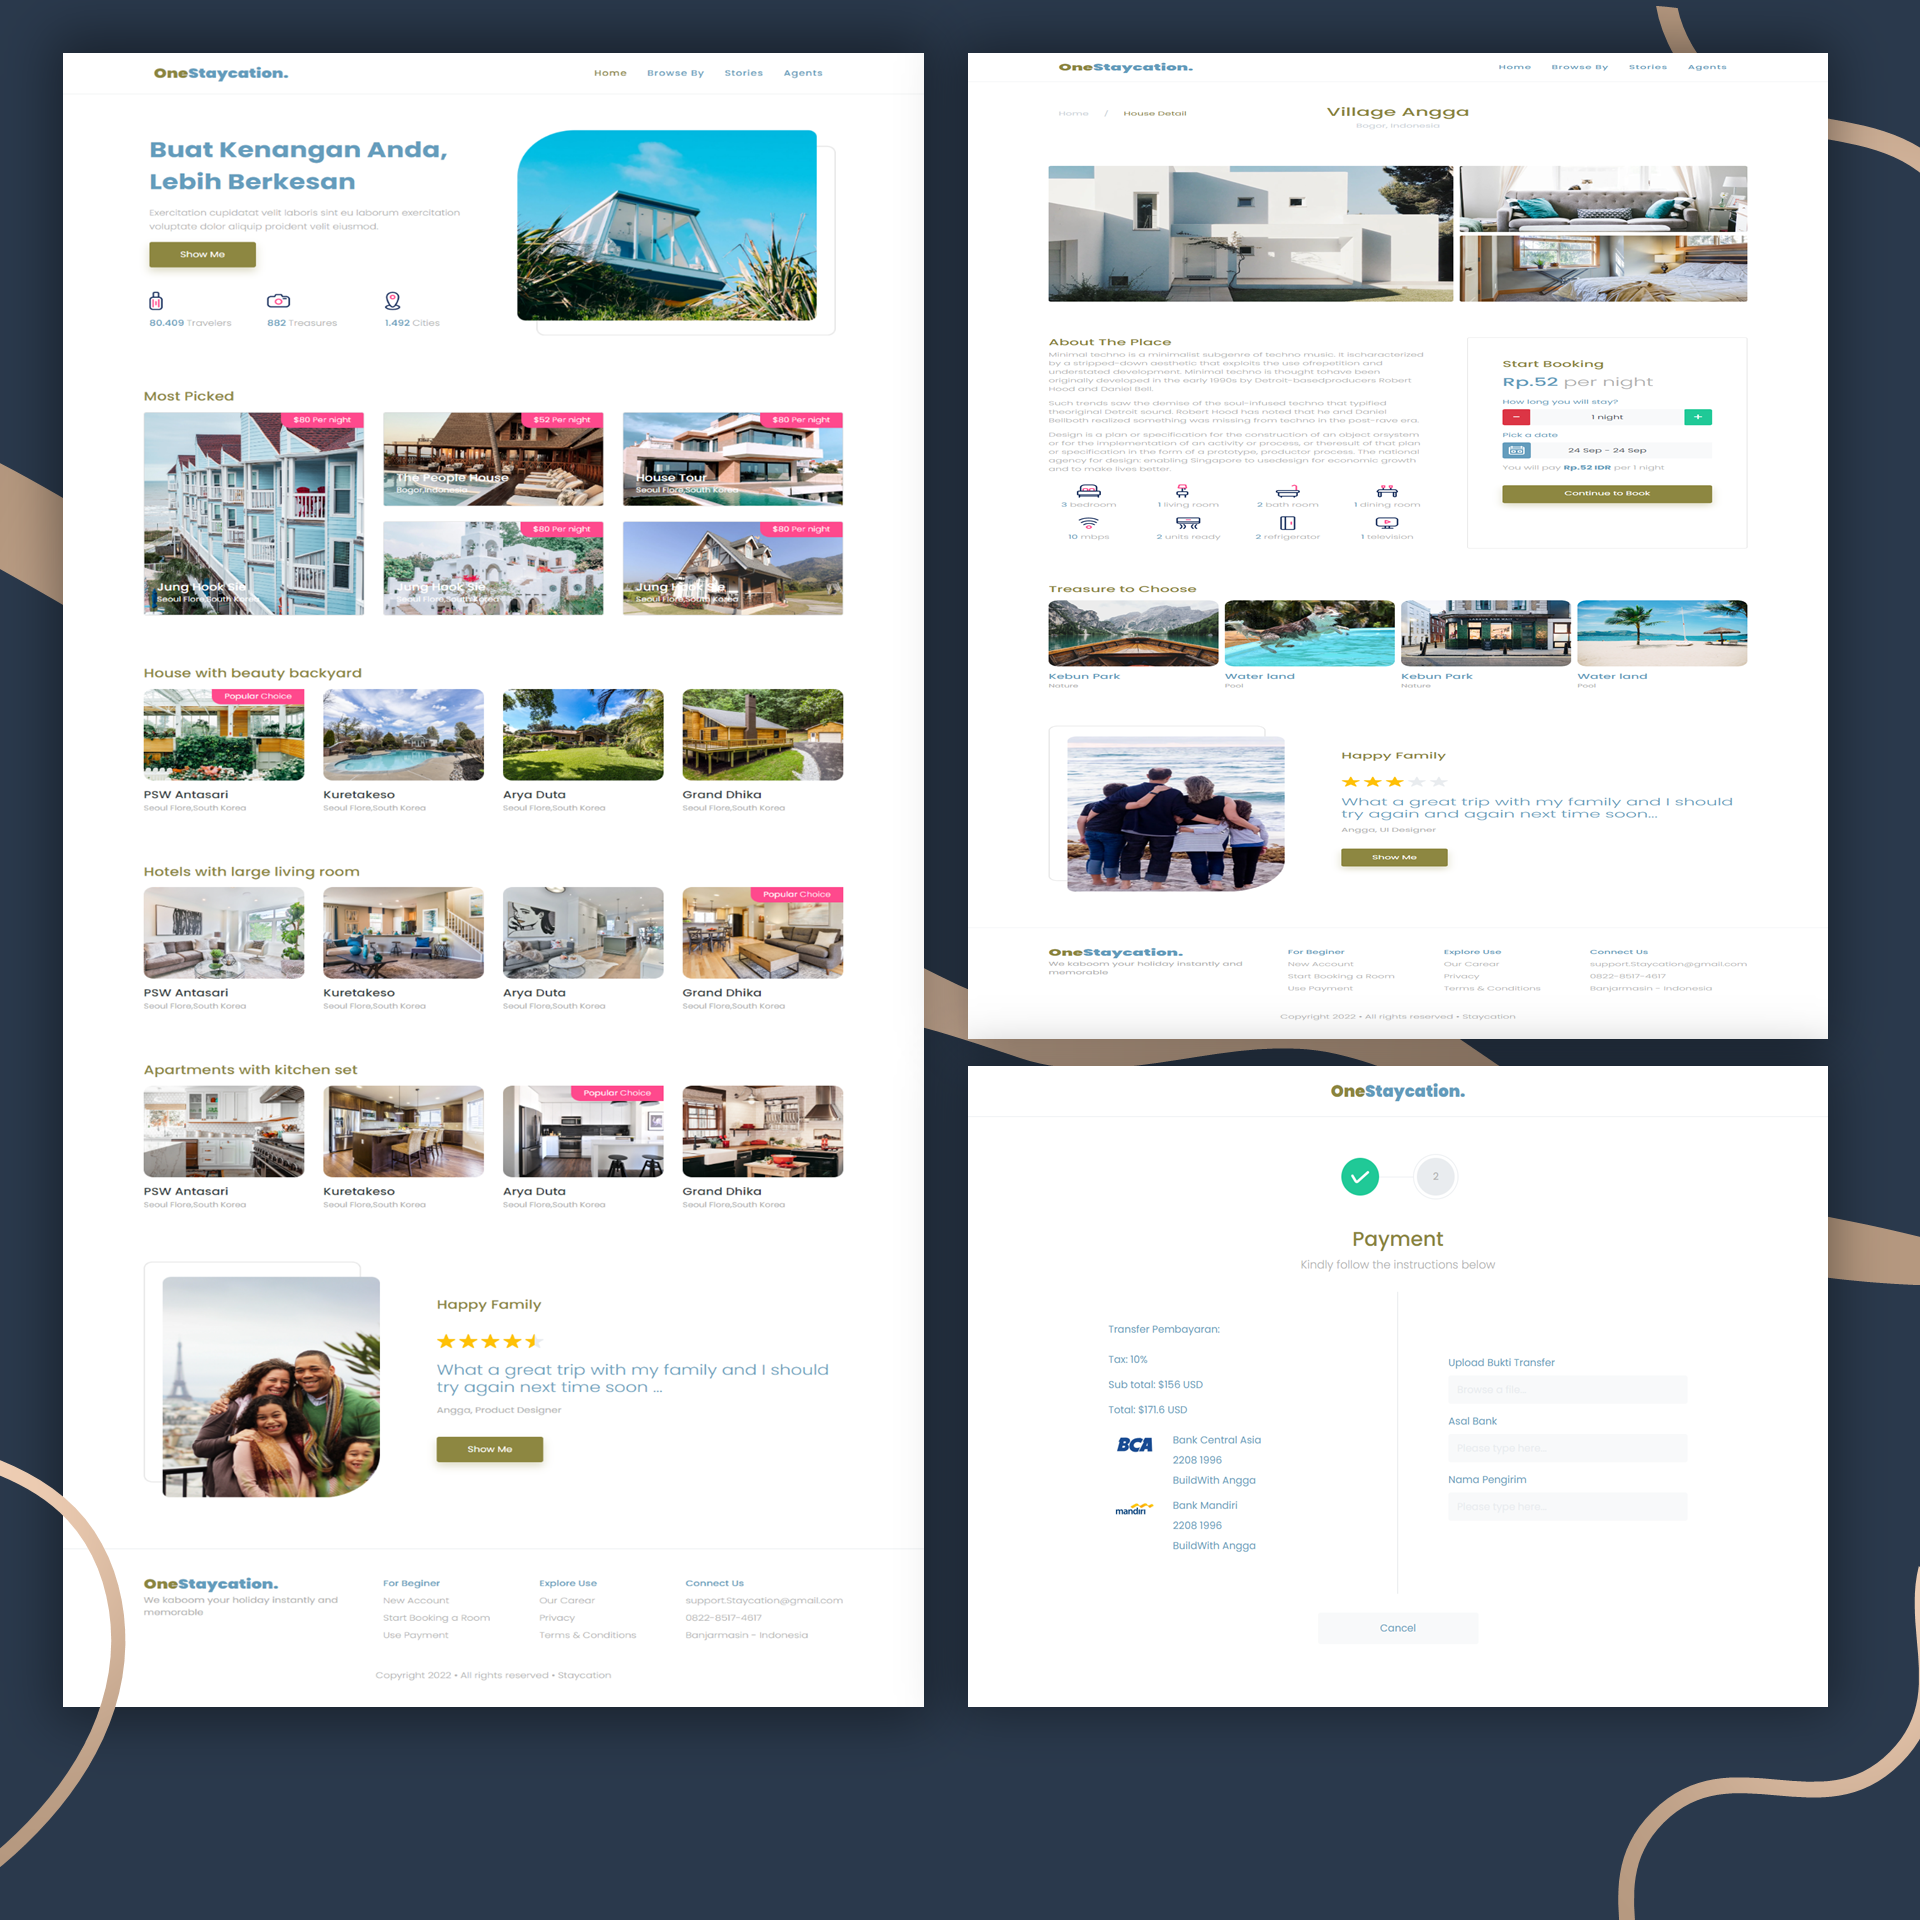 OneStaycation.
Home Browse By Stories Agents
Buat Kenangan Anda,
Lebih Berkesan
Exercitation cupidatat velit laboris sint eu laborum exercitation
voluptate dolor aliquip proident velit eiusmod.
Show Me
80.409 Travelers 882 Treasures 1.492 Cities
Most Picked
$80 Per night
Jung Hook Sie
Seoul Flore,South Korea
$52 Per night
The People House
Bogor,Indonesia
$80 Per night
House Tour
Seoul Flore,South Korea
$80 Per night
Jung Hook Sie
Seoul Flore,South Korea
$80 Per night
Jung Hook Sie
Seoul Flore,South Korea
House with beauty backyard
Popular Choice
PSW Antasari Kuretakeso Arya Duta Grand Dhika
Seoul Flore,South Korea Seoul Flore,South Korea Seoul Flore,South Korea Seoul Flore,South Korea
Hotels with large living room
Popular Choice
PSW Antasari Kuretakeso Arya Duta Grand Dhika
Seoul Flore,South Korea Seoul Flore,South Korea Seoul Flore,South Korea Seoul Flore,South Korea
Apartments with kitchen set
Popular Choice
PSW Antasari Kuretakeso Arya Duta Grand Dhika
Seoul Flore,South Korea Seoul Flore,South Korea Seoul Flore,South Korea Seoul Flore,South Korea
Happy Family
What a great trip with my family and I should
try again next time soon ...
Angga, Product Designer
Show Me
OneStaycation.
We kaboom your holiday instantly and
memorable
For Beginer
New Account
Start Booking a Room
Use Payment
Explore Use
Our Carear
Privacy
Terms & Conditions
Connect Us
support.Staycation@gmail.com
0822-8517-4617
Banjarmasin - Indonesia
Copyright 2022 • All rights reserved • Staycation
OneStaycation.
Home Browse By Stories Agents
Home / House Detail
Village Angga
Bogor, Indonesia
About The Place
Minimal techno is a minimalist subgenre of techno music. It ischaracterized
by a stripped-down aesthetic that exploits the use ofrepetition and
understated development. Minimal techno is thought tohave been
originally developed in the early 1990s by Detroit-basedproducers Robert
Hood and Daniel Bell.
Such trends saw the demise of the soul-infused techno that typified
theoriginal Detroit sound. Robert Hood has noted that he and Daniel
Bellboth realized something was missing from techno in the post-rave era.
Design is a plan or specification for the construction of an object orsystem
or for the implementation of an activity or process, or theresult of that plan
or specification in the form of a prototype, productor process. The national
agency for design: enabling Singapore to usedesign for economic growth
and to make lives better.
3 bedroom 1 living room 2 bath room 1 dining room
10 mbps 2 units ready 2 refrigerator 1 television
Start Booking
Rp.52 per night
How long you will stay?
- 1 night +
Pick a date
24 Sep - 24 Sep
You will pay Rp.52 IDR per 1 night
Continue to Book
Treasure to Choose
Kebun Park Water land Kebun Park Water land
Nature Pool Nature Pool
Happy Family
What a great trip with my family and I should
try again and again next time soon...
Angga, UI Designer
Show Me
OneStaycation.
We kaboom your holiday instantly and
memorable
For Beginer
New Account
Start Booking a Room
Use Payment
Explore Use
Our Carear
Privacy
Terms & Conditions
Connect Us
support.Staycation@gmail.com
0822-8517-4617
Banjarmasin - Indonesia
Copyright 2022 • All rights reserved • Staycation
OneStaycation.
2
Payment
Kindly follow the instructions below
Transfer Pembayaran:
Tax: 10%
Sub total: $156 USD
Total: $171.6 USD
BCA
Bank Central Asia
2208 1996
BuildWith Angga
mandiri
Bank Mandiri
2208 1996
BuildWith Angga
Upload Bukti Transfer
Browse a file...
Asal Bank
Please type here...
Nama Pengirim
Please type here...
Cancel